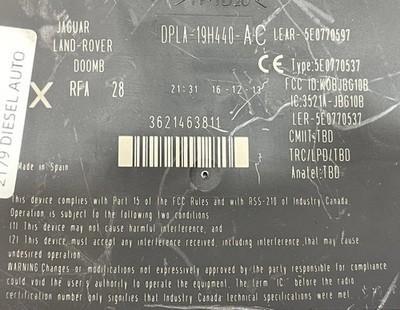 JAGUAR
LAND-ROVER
DOOMB
DPLA-19H440-AC
LEAR-5E0770597
CE Type:5E0770537
FCC ID:KOBJBG10B
IC:3521A-JBG10B
LER-5E0770537
CMIIT:TBD
TRC/LPD/TBD
Anatel:TBD
X RFA 28
21:31 16-12-13
3621463811
Made in Spain
2179 DIESEL AUTO
This device complies with Part 15 of the FCC Rules and with RSS-210 of Industry Canada.
Operation is subject to the following two conditions
(1) This device may not cause harmful interference, and
(2) This device must accept any interference received, including interference that may cause
undesired operation.
WARNING Changes or modifications not expressively approved by the party responsible for compliance
could void the user's authority to operate the equipment. The term "IC" before the radio
certification number only signifies that Industry Canada technical specifications were met.